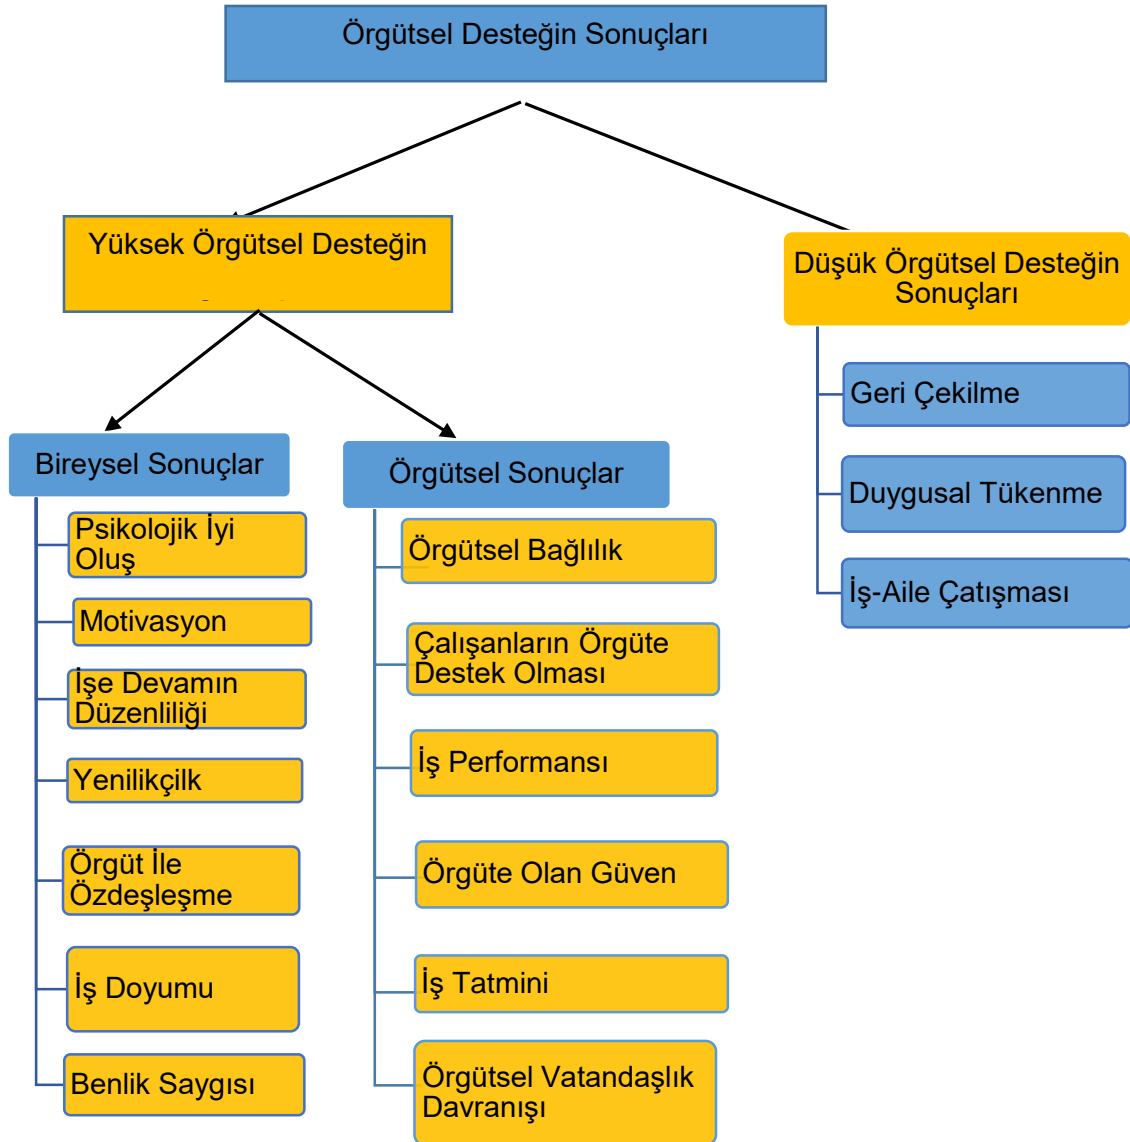 Örgütsel Desteğin Sonuçları
Yüksek Örgütsel Desteğin
Düşük Örgütsel Desteğin
Sonuçları
Geri Çekilme
Duygusal Tükenme
İş-Aile Çatışması
Bireysel Sonuçlar
Psikolojik İyi
Oluş
Motivasyon
İşe Devamın
Düzenliliği
Yenilikçilk
Örgüt İle
Özdeşleşme
İş Doyumu
Benlik Saygısı
Örgütsel Sonuçlar
Örgütsel Bağlılık
Çalışanların Örgüte
Destek Olması
İş Performansı
Örgüte Olan Güven
İş Tatmini
Örgütsel Vatandaşlık
Davranışı